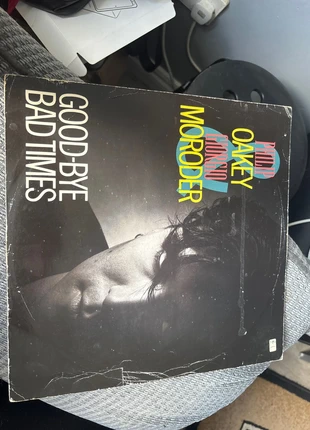 PHILIP
OAKEY
&
GIORGIO
MORODER
GOOD-BYE
BAD TIMES